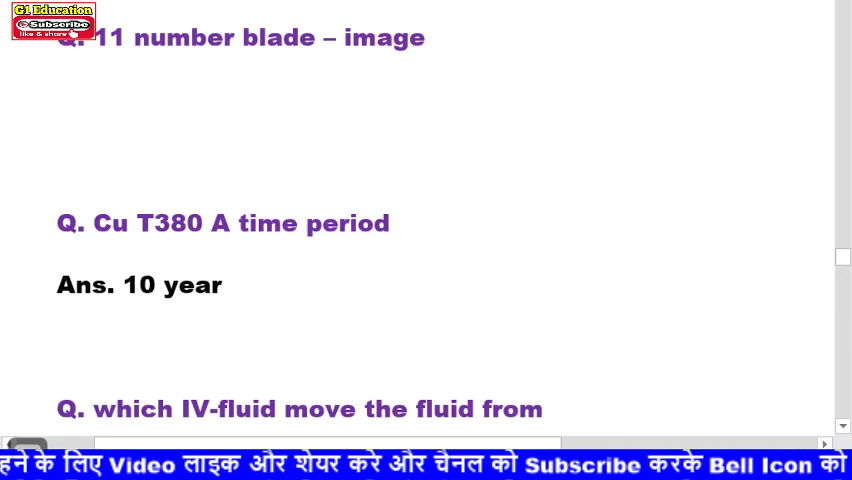 G1 Education
Subscribe
like & share
Q. 11 number blade – image
Q. Cu T380 A time period
Ans. 10 year
Q. which IV-fluid move the fluid from
हने के लिए Video लाइक और शेयर करे और चैनल को Subscribe करके Bell Icon को